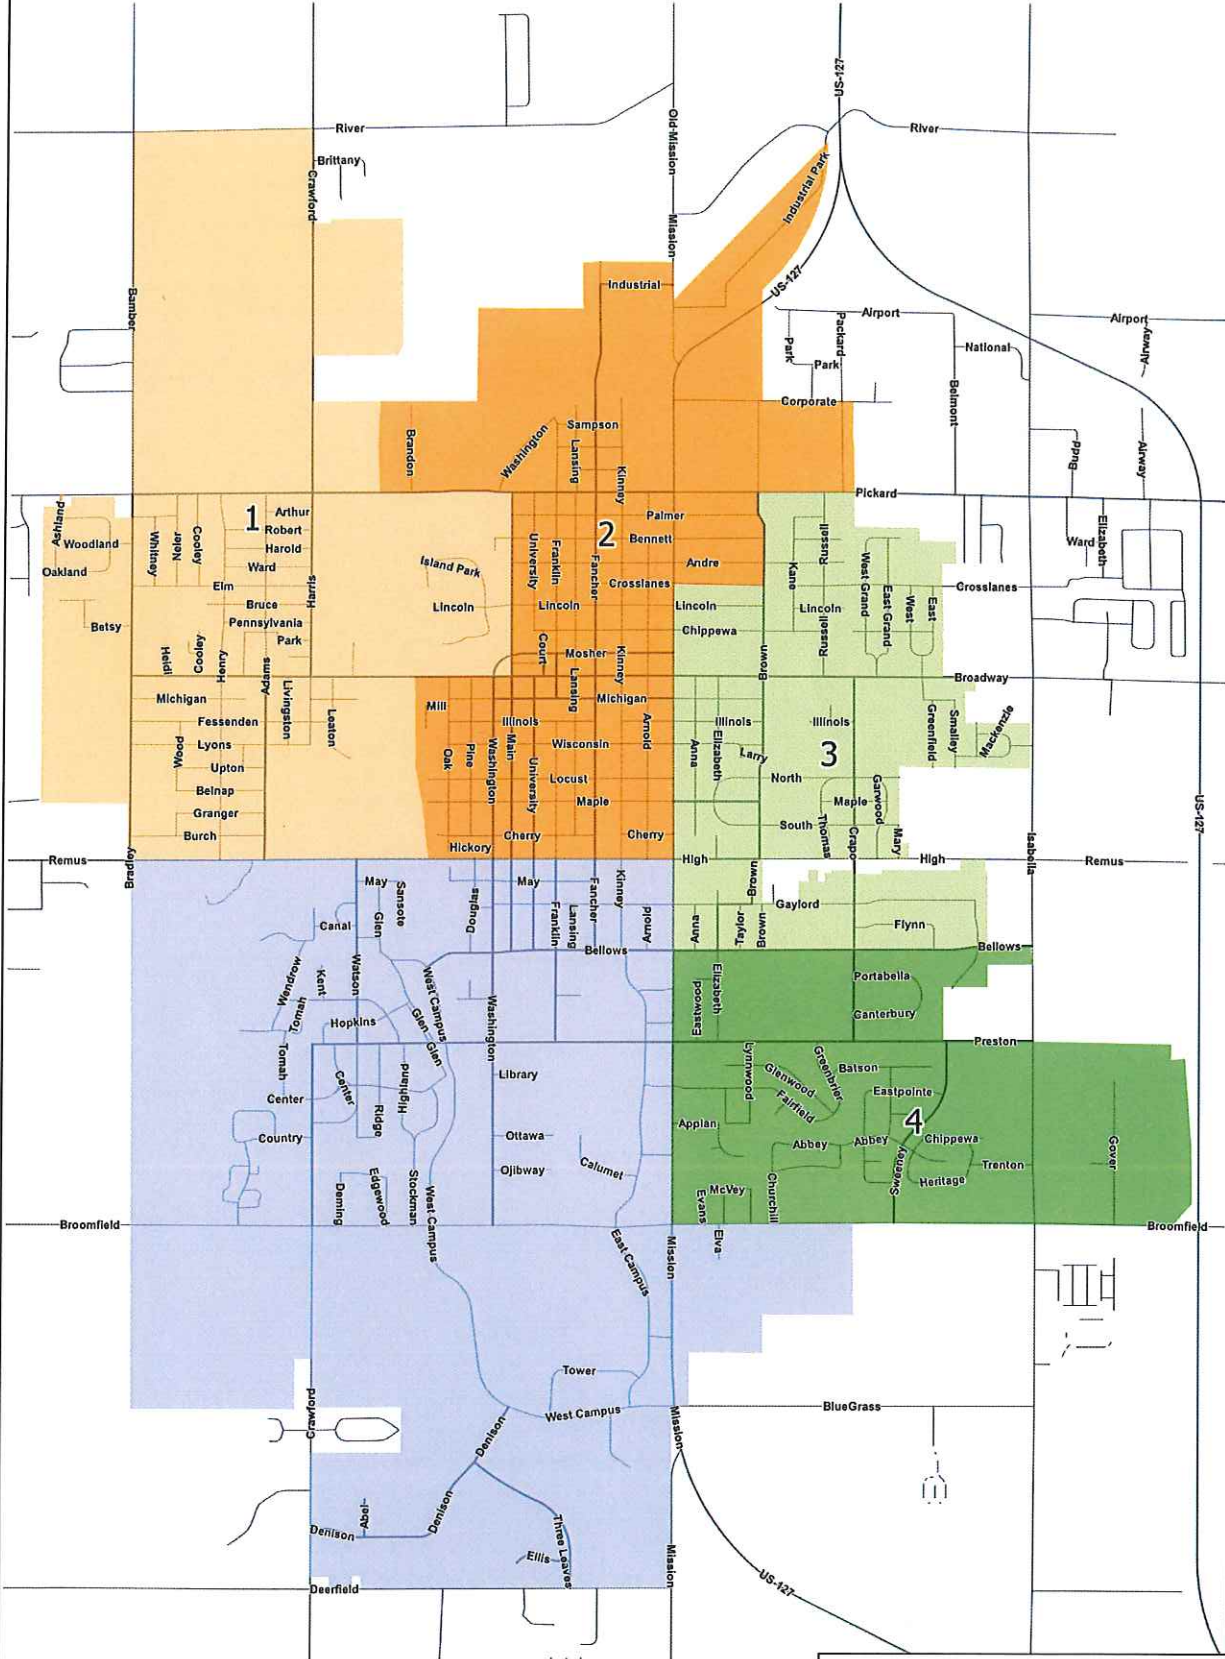 US-127
River
River
Old Mission
Brittany
Crawford
Industrial Park
Mission
Industrial
US-127
Bamber
Airport
Airport
Packard
Park
Park
National
Airway
Corporate
Belmont
Brandon
Washington
Sampson
Lansing
Kinney
Budd
Airway
Pickard
Ashland
1
Arthur
Robert
Harold
Ward
Woodland
Whitney
Neler
Cooley
Oakland
Elm
Harris
Bruce
Pennsylvania
Park
Betsy
Heidi
Cooley
Henry
Adams
Island Park
Lincoln
2
Palmer
Bennett
University
Franklin
Fancher
Andre
Crosslanes
Lincoln
Lincoln
Chippewa
Court
Mosher
Kinney
Kane
Russell
West Grand
East Grand
West
East
Lincoln
Russell
Brown
Ward
Elizabeth
Crosslanes
Broadway
Michigan
Livingston
Leaton
Fessenden
Wood
Lyons
Upton
Belnap
Granger
Burch
Mill
Lansing
Michigan
Illinois
Arnold
Wisconsin
Oak
Pine
Washington
Main
University
Locust
Maple
Cherry
Cherry
Hickory
Illinois
Illinois
Anna
Elizabeth
Larry
3
North
Maple
Garwood
South
Thomas
Crapo
Mary
Greenfield
Smalley
Mackenzie
US-127
Isabella
Remus
Bradley
High
High
Remus
May
Sansote
Glen
Canal
Douglas
May
Fancher
Kinney
Franklin
Lansing
Arnold
Bellows
Brown
Gaylord
Anna
Taylor
Brown
Flynn
Bellows
Wendrow
Kent
Watson
West Campus
Tomah
Hopkins
Glen
Glen
Washington
Eastwood
Elizabeth
Portabella
Canterbury
Preston
Tomah
Center
Center
Highland
Ridge
Library
Country
Ottawa
Ojibway
Calumet
Deming
Edgewood
Stockman
West Campus
Lynnwood
Glenwood
Greenbrier
Fairfield
Batson
Eastpointe
Appian
4
Abbey
Abbey
Chippewa
Sweeney
Trenton
Heritage
Gover
McVey
Evans
Churchill
Broomfield
Broomfield
Elva
East Campus
Mission
Tower
West Campus
BlueGrass
Crawford
Denison
Mission
Denison
Abel
Denison
Three Leaves
Ellis
Mission
US-127
Deerfield